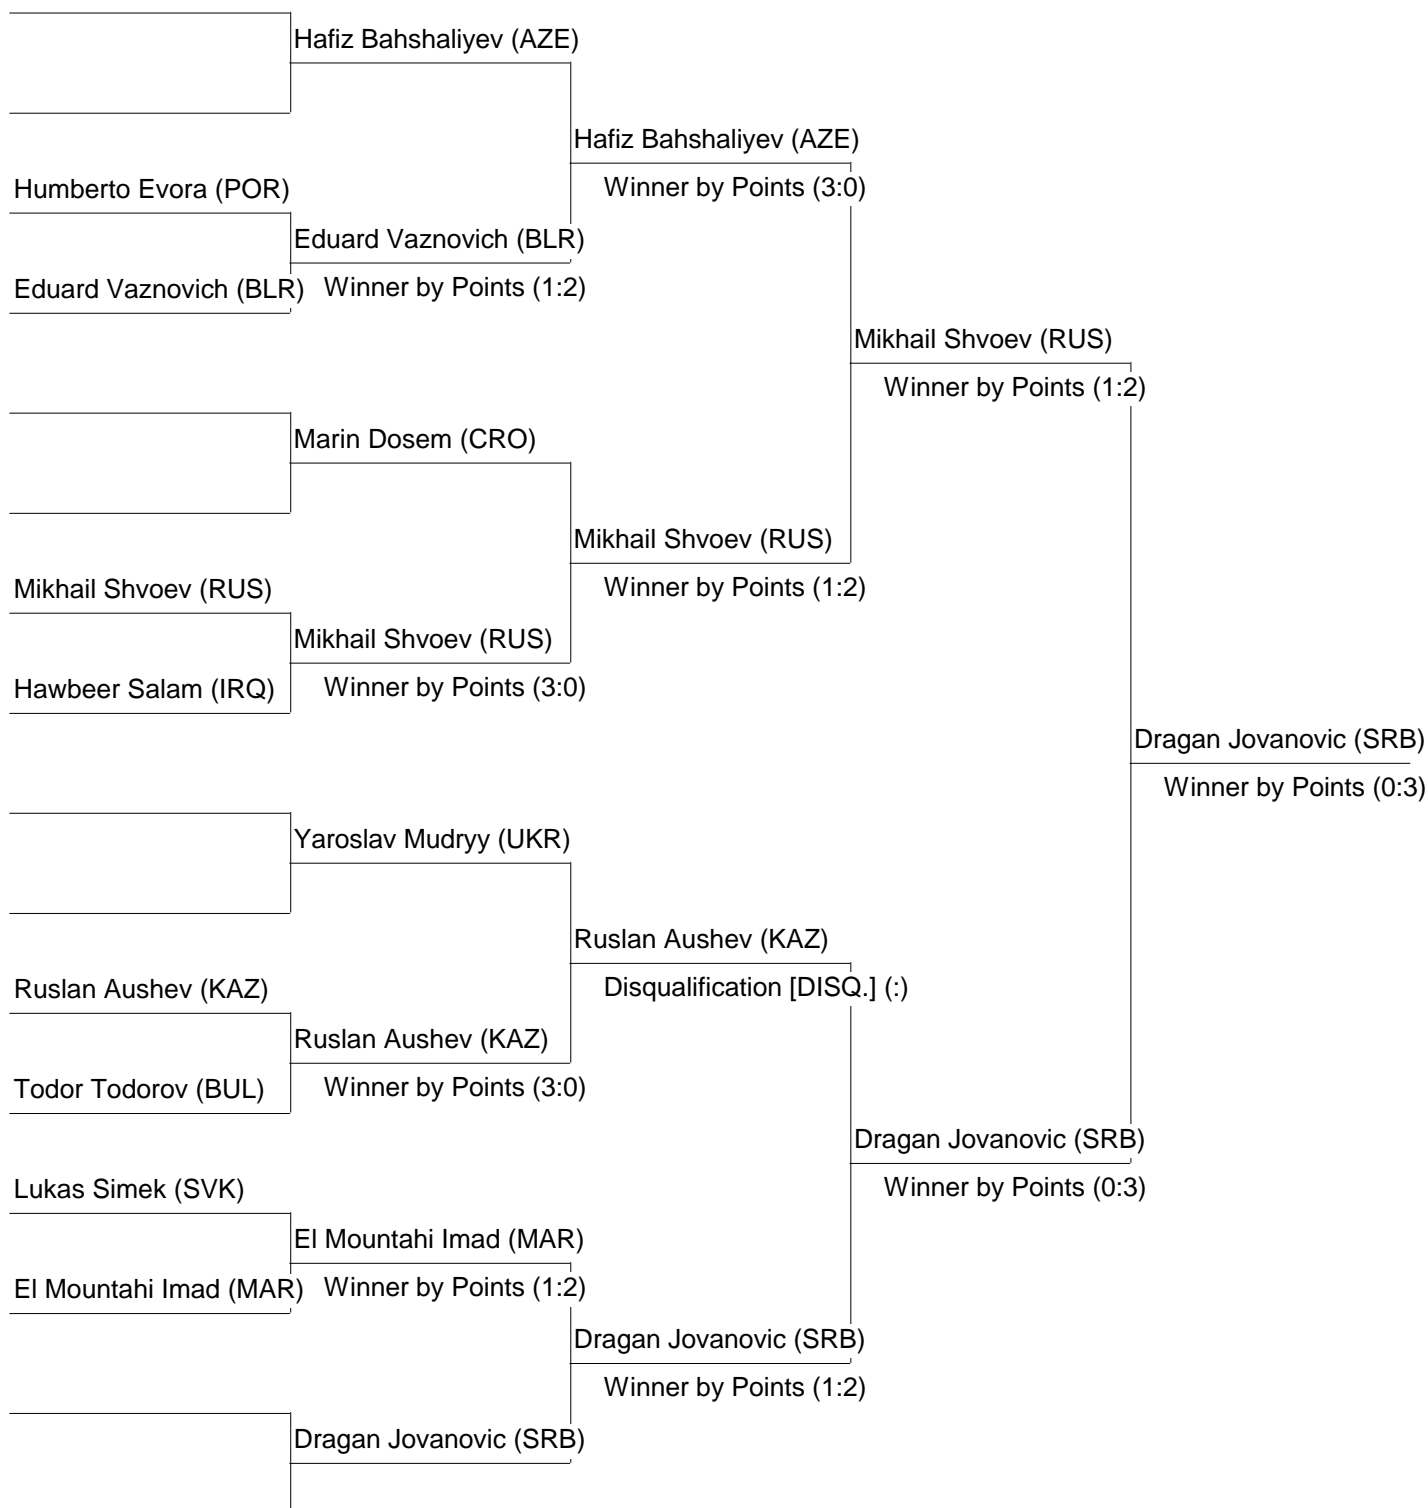 Hafiz Bahshaliyev (AZE)
Hafiz Bahshaliyev (AZE)
Winner by Points (3:0)
Humberto Evora (POR)
Eduard Vaznovich (BLR)
Eduard Vaznovich (BLR)
Winner by Points (1:2)
Mikhail Shvoev (RUS)
Winner by Points (1:2)
Marin Dosem (CRO)
Mikhail Shvoev (RUS)
Winner by Points (1:2)
Mikhail Shvoev (RUS)
Mikhail Shvoev (RUS)
Hawbeer Salam (IRQ)
Winner by Points (3:0)
Dragan Jovanovic (SRB)
Winner by Points (0:3)
Yaroslav Mudryy (UKR)
Ruslan Aushev (KAZ)
Disqualification [DISQ.] (:)
Ruslan Aushev (KAZ)
Ruslan Aushev (KAZ)
Todor Todorov (BUL)
Winner by Points (3:0)
Dragan Jovanovic (SRB)
Winner by Points (0:3)
Lukas Simek (SVK)
El Mountahi Imad (MAR)
El Mountahi Imad (MAR)
Winner by Points (1:2)
Dragan Jovanovic (SRB)
Winner by Points (1:2)
Dragan Jovanovic (SRB)